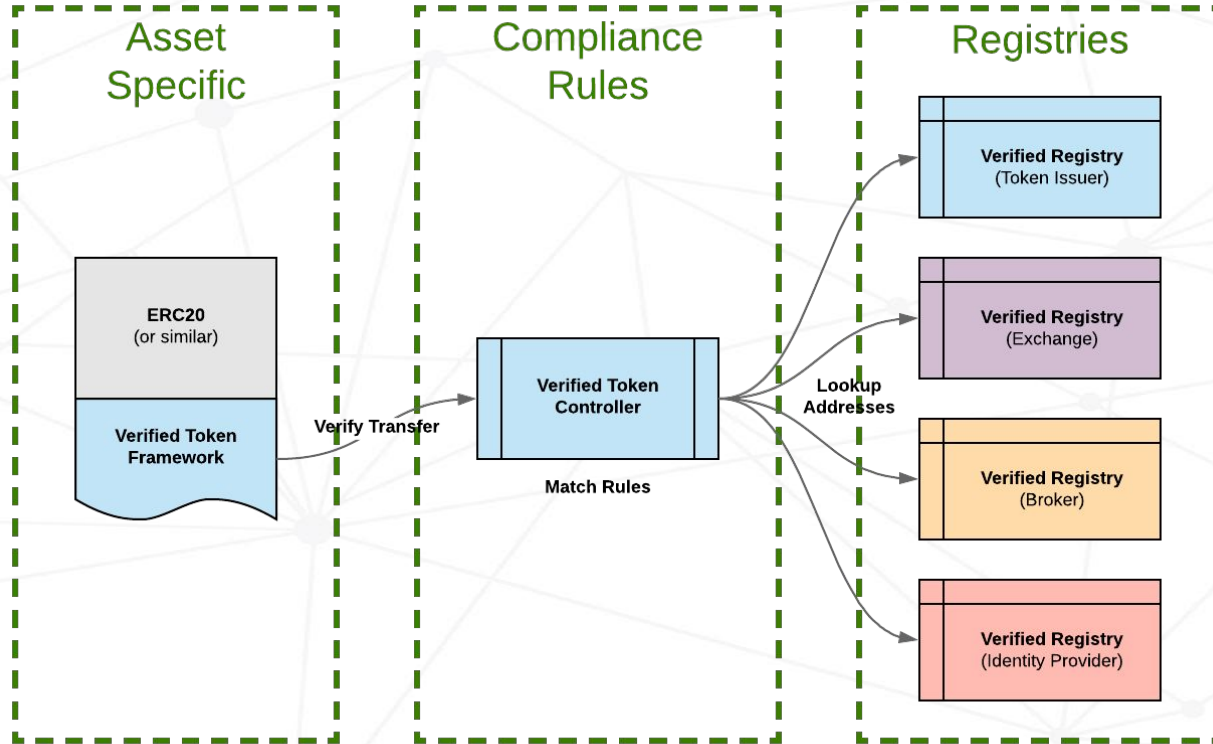 Asset
Specific
Compliance
Rules
Registries
ERC20
(or similar)
Verified Token
Framework
Verify Transfer
Verified Token
Controller
Match Rules
Lookup
Addresses
Verified Registry
(Token Issuer)
Verified Registry
(Exchange)
Verified Registry
(Broker)
Verified Registry
(Identity Provider)